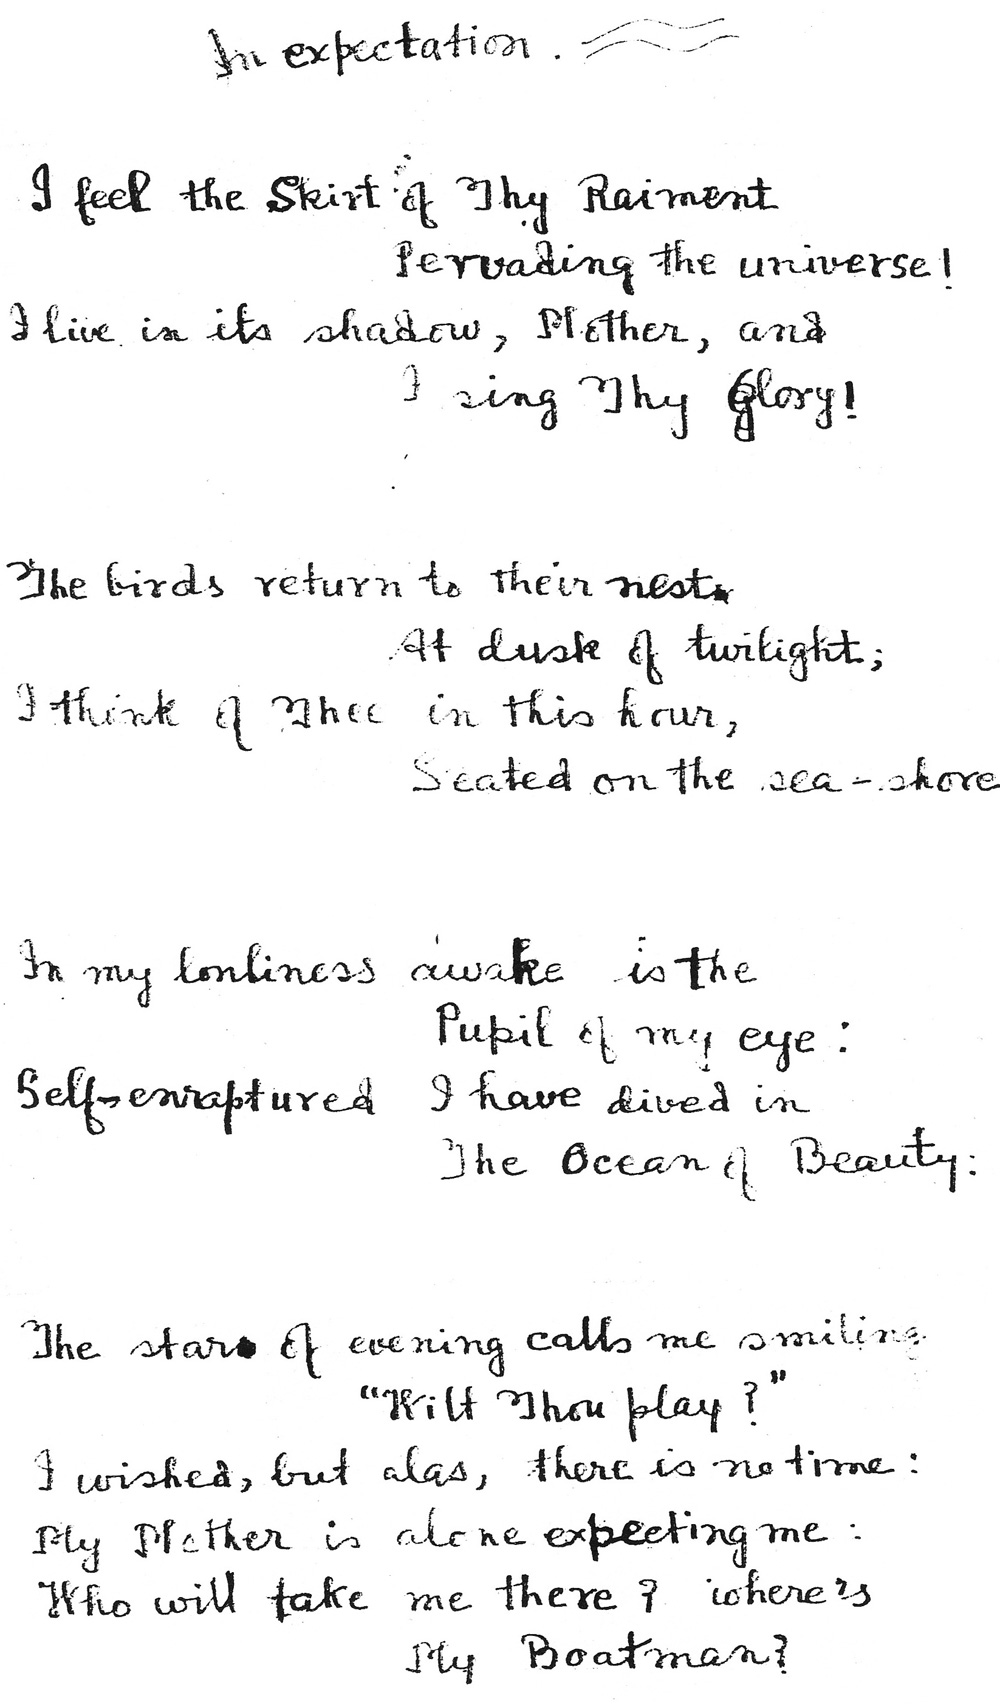 In expectation.
I feel the Skirt of Thy Raiment
Pervading the universe!
I live in its shadow, Mother, and
I sing Thy Glory!
The birds return to their nest
At dusk of twilight;
I think of Thee in this hour,
Seated on the sea-shore
In my lonliness awake is the
Pupil of my eye:
Self-enraptured I have dived in
The Ocean of Beauty:
The star of evening calls me smiling
"Wilt Thou play?"
I wished, but alas, there is no time:
My Mother is alone expecting me:
Who will take me there? where's
My Boatman?